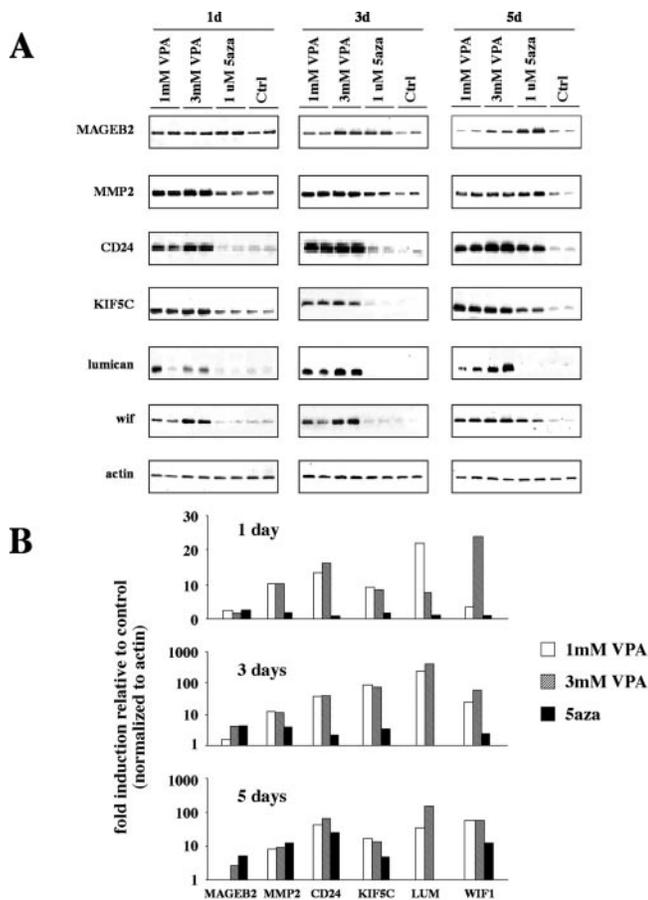 A
1d 3d 5d
1mM VPA 3mM VPA 1 uM 5aza Ctrl 1mM VPA 3mM VPA 1 uM 5aza Ctrl 1mM VPA 3mM VPA 1 uM 5aza Ctrl
MAGEB2
MMP2
CD24
KIF5C
lumican
wif
actin
B
fold induction relative to control
(normalized to actin)
1 day
30
20
10
0
3 days
1000
100
10
1
5 days
1000
100
10
1
MAGEB2 MMP2 CD24 KIF5C LUM WIF1
1mM VPA
3mM VPA
5aza